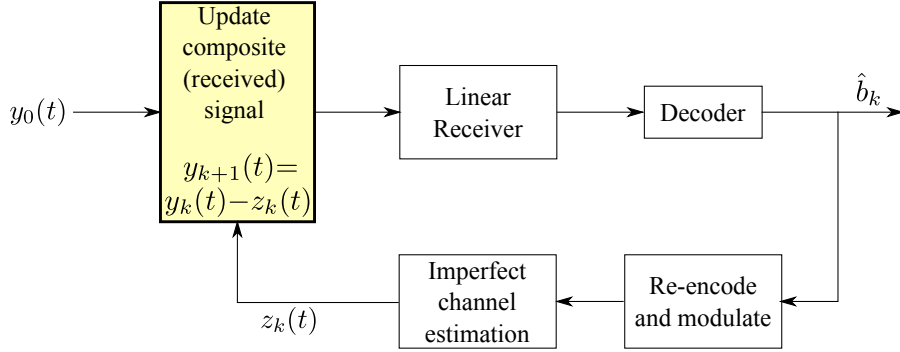 Update
composite
(received)
signal
y_{k+1}(t)=
y_k(t)−z_k(t)
y_0(t)
Linear
Receiver
Decoder
\hat{b}_k
Imperfect
channel
estimation
Re-encode
and modulate
z_k(t)